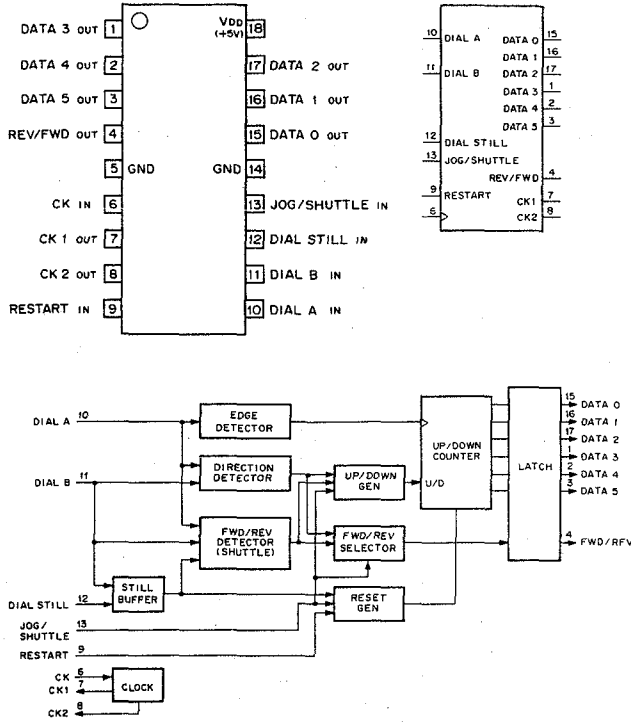 DATA 3 OUT 1
VDD (+5V) 18
DATA 4 OUT 2
17 DATA 2 OUT
DATA 5 OUT 3
16 DATA 1 OUT
REV/FWD OUT 4
15 DATA 0 OUT
5 GND
GND 14
CK IN 6
13 JOG/SHUTTLE IN
CK 1 OUT 7
12 DIAL STILL IN
CK 2 OUT 8
11 DIAL B IN
RESTART IN 9
10 DIAL A IN
10 DIAL A
DATA 0 15
DATA 1 16
11 DIAL B
DATA 2 17
DATA 3 1
DATA 4 2
DATA 5 3
12 DIAL STILL
13 JOG/SHUTTLE
REV/FWD 4
9 RESTART
CK1 7
6
CK2 8
DIAL A 10
EDGE
DETECTOR
DIAL B 11
DIRECTION
DETECTOR
UP/DOWN
GEN
UP/DOWN
COUNTER
U/D
LATCH
15 DATA 0
16 DATA 1
17 DATA 2
1 DATA 3
2 DATA 4
3 DATA 5
FWD/REV
DETECTOR
(SHUTTLE)
FWD/REV
SELECTOR
4 FWD/RFV
STILL
BUFFER
DIAL STILL 12
RESET
GEN
JOG/
SHUTTLE 13
RESTART 9
CK 6
CK1 7
CLOCK
CK2 8